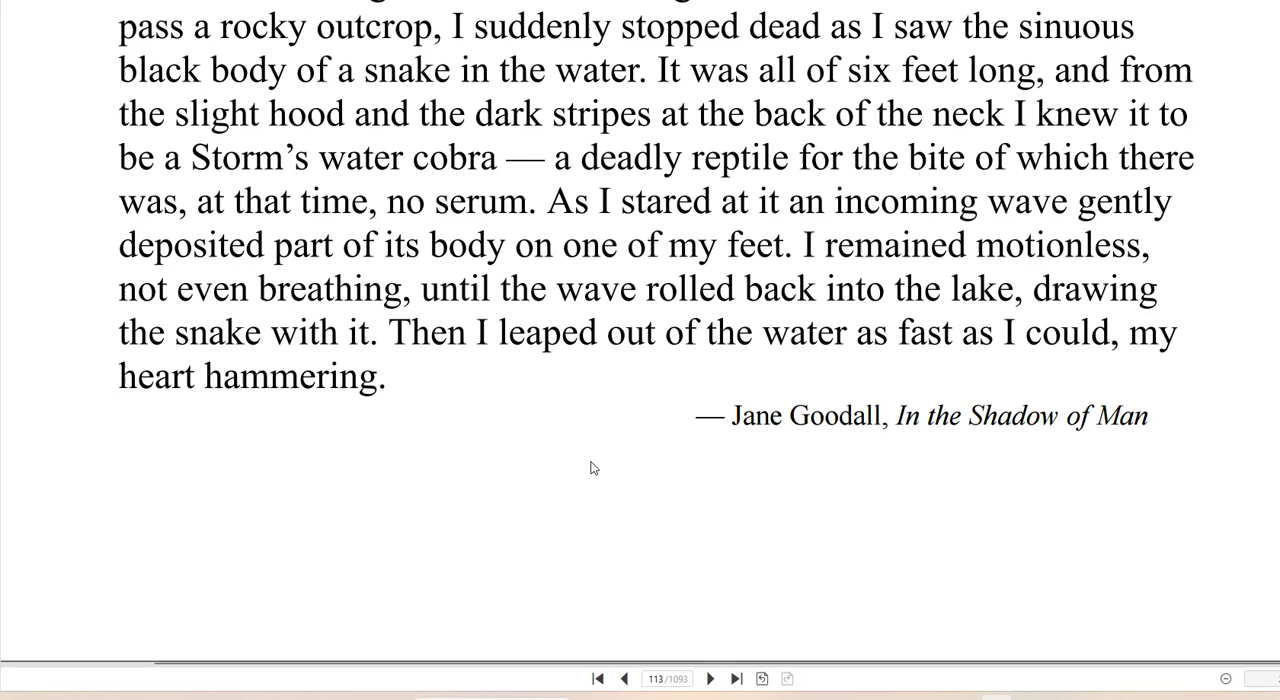 pass a rocky outcrop, I suddenly stopped dead as I saw the sinuous
black body of a snake in the water. It was all of six feet long, and from
the slight hood and the dark stripes at the back of the neck I knew it to
be a Storm’s water cobra — a deadly reptile for the bite of which there
was, at that time, no serum. As I stared at it an incoming wave gently
deposited part of its body on one of my feet. I remained motionless,
not even breathing, until the wave rolled back into the lake, drawing
the snake with it. Then I leaped out of the water as fast as I could, my
heart hammering.
— Jane Goodall, In the Shadow of Man
113/1093